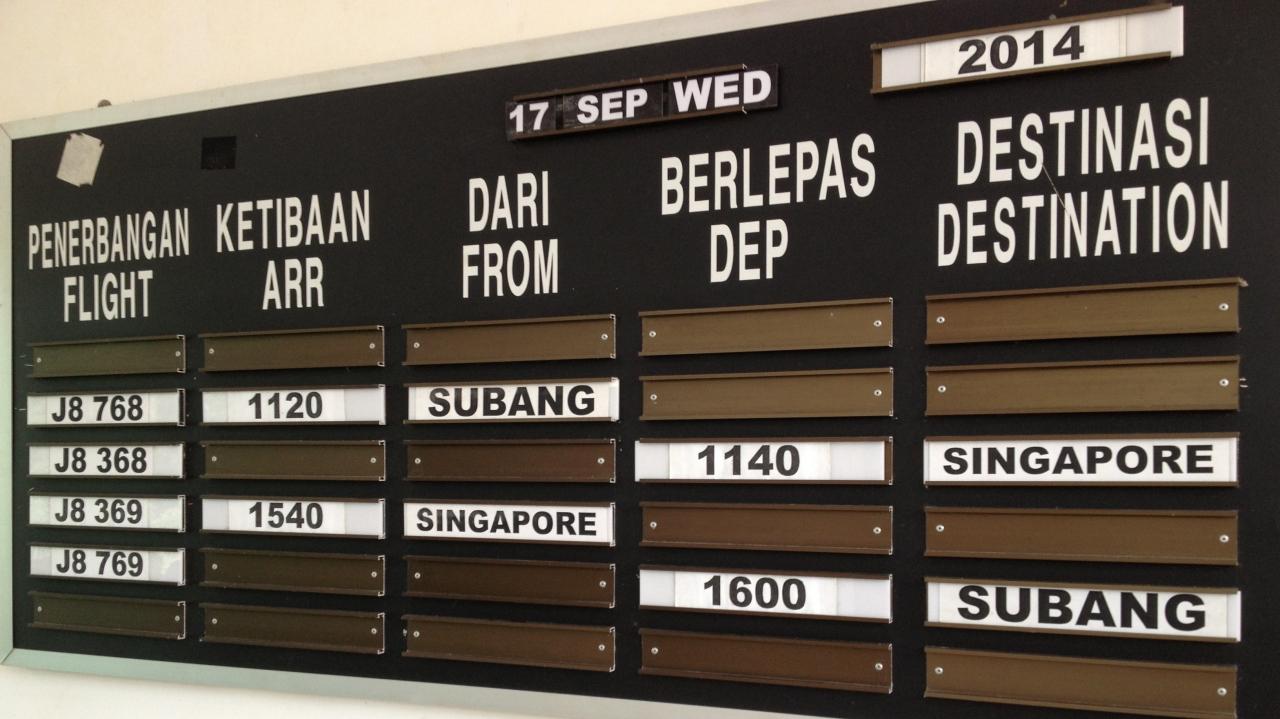 17 SEP WED 2014
PENERBANGAN KETIBAAN DARI BERLEPAS DESTINASI
FLIGHT ARR FROM DEP DESTINATION
J8 768 1120 SUBANG
J8 368 1140 SINGAPORE
J8 369 1540 SINGAPORE
J8 769 1600 SUBANG